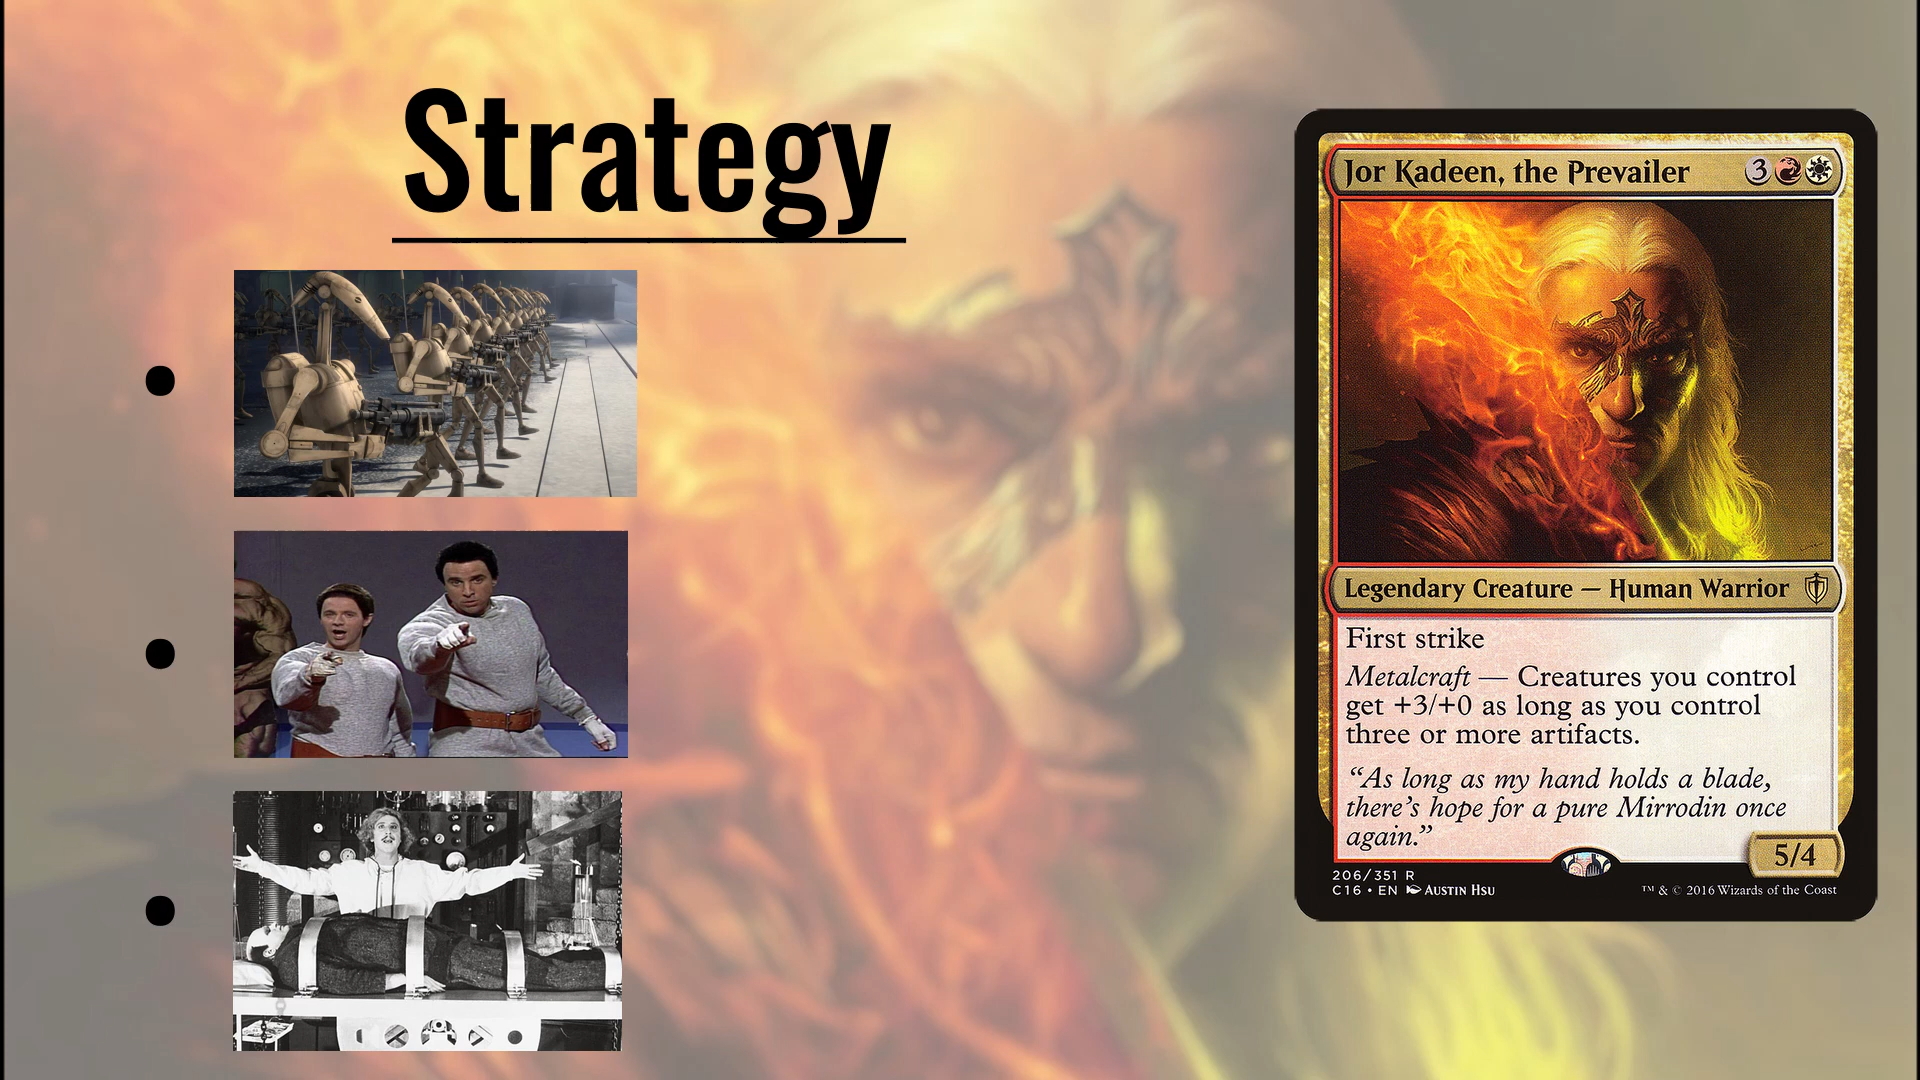 Strategy
Jor Kadeen, the Prevailer
3
Legendary Creature — Human Warrior
First strike
Metalcraft — Creatures you control
get +3/+0 as long as you control
three or more artifacts.
“As long as my hand holds a blade,
there’s hope for a pure Mirrodin once
again.”
5/4
206/351 R
C16 • EN Austin Hsu
™ & © 2016 Wizards of the Coast